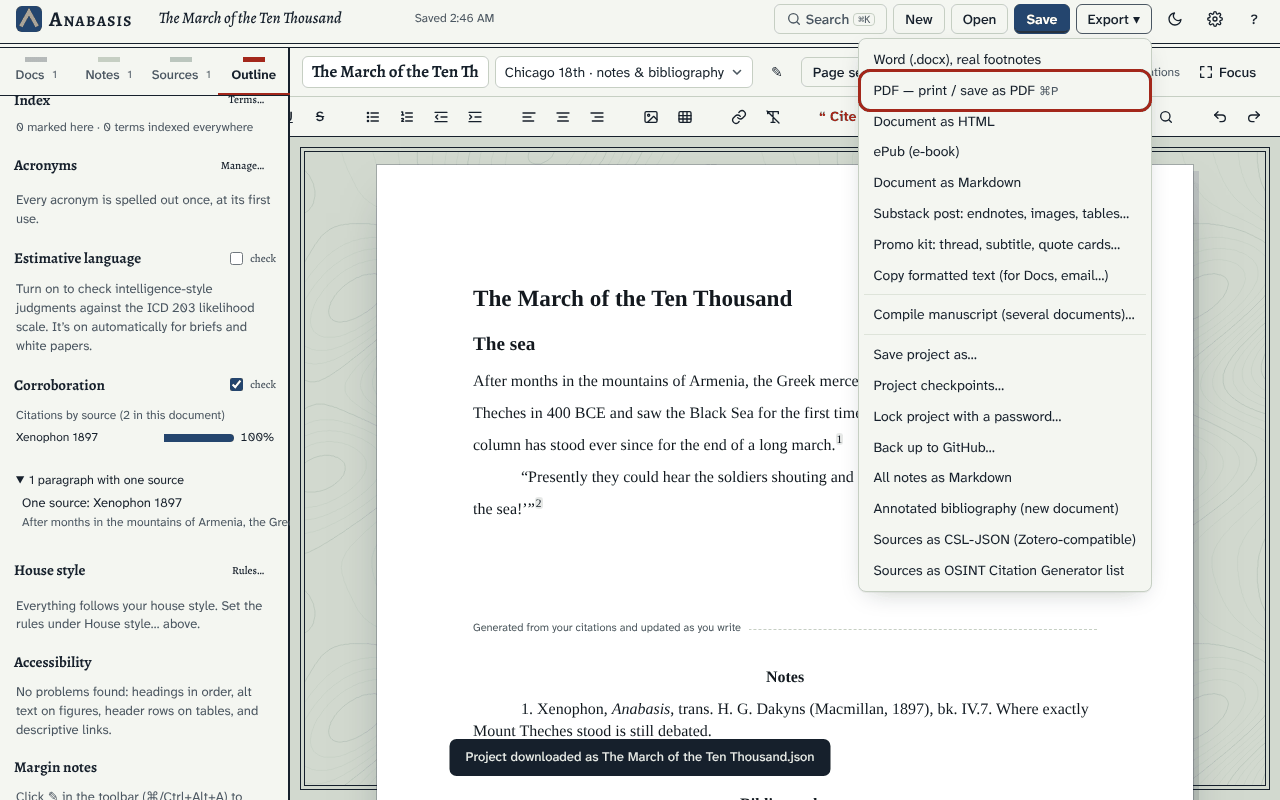 ANABASIS
The March of the Ten Thousand
Saved 2:46 AM
Search ⌘K
New
Open
Save
Export ▾
?
Docs 1
Notes 1
Sources 1
Outline
The March of the Ten Th
Chicago 18th · notes & bibliography
✎
Focus
S
❝ Cite
Index
Terms…
0 marked here · 0 terms indexed everywhere
Acronyms
Manage…
Every acronym is spelled out once, at its first
use.
Estimative language
check
Turn on to check intelligence-style
judgments against the ICD 203 likelihood
scale. It’s on automatically for briefs and
white papers.
Corroboration
check
Citations by source (2 in this document)
Xenophon 1897
100%
▼ 1 paragraph with one source
One source: Xenophon 1897
After months in the mountains of Armenia, the Gre
House style
Rules…
Everything follows your house style. Set the
rules under House style… above.
Accessibility
No problems found: headings in order, alt
text on figures, header rows on tables, and
descriptive links.
Margin notes
Click ✎ in the toolbar (⌘/Ctrl+Alt+A) to
Word (.docx), real footnotes
PDF — print / save as PDF ⌘P
Document as HTML
ePub (e-book)
Document as Markdown
Substack post: endnotes, images, tables…
Promo kit: thread, subtitle, quote cards…
Copy formatted text (for Docs, email…)
Compile manuscript (several documents)…
Save project as…
Project checkpoints…
Lock project with a password…
Back up to GitHub…
All notes as Markdown
Annotated bibliography (new document)
Sources as CSL-JSON (Zotero-compatible)
Sources as OSINT Citation Generator list
The March of the Ten Thousand
The sea
After months in the mountains of Armenia, the Greek merce
Theches in 400 BCE and saw the Black Sea for the first time
column has stood ever since for the end of a long march.1
“Presently they could hear the soldiers shouting and
the sea!’”2
Generated from your citations and updated as you write
Notes
1. Xenophon, Anabasis, trans. H. G. Dakyns (Macmillan, 1897), bk. IV.7. Where exactly
Mount Theches stood is still debated.
Project downloaded as The March of the Ten Thousand.json